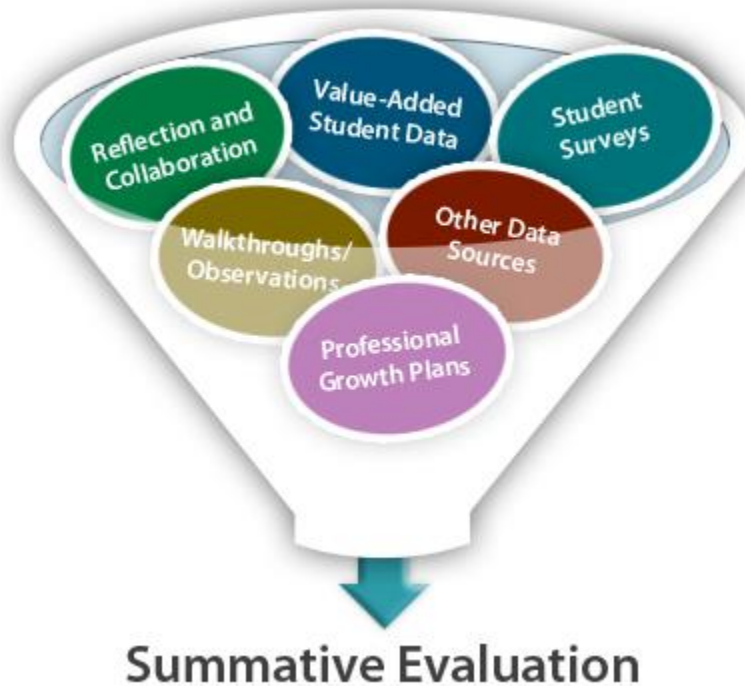 Reflection and
Collaboration
Value-Added
Student Data
Student
Surveys
Walkthroughs/
Observations
Other Data
Sources
Professional
Growth Plans
Summative Evaluation